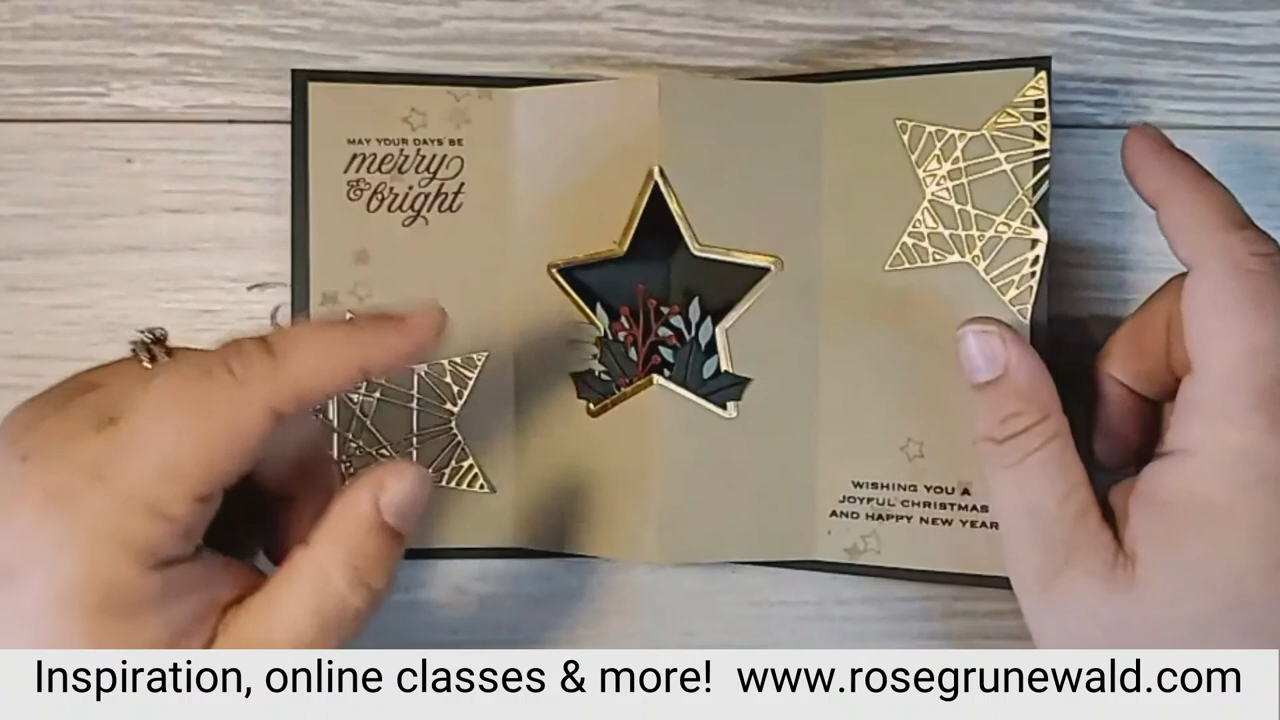 MAY YOUR DAYS BE
merry
& bright
WISHING YOU A
JOYFUL CHRISTMAS
AND HAPPY NEW YEAR
Inspiration, online classes & more! www.rosegrunewald.com